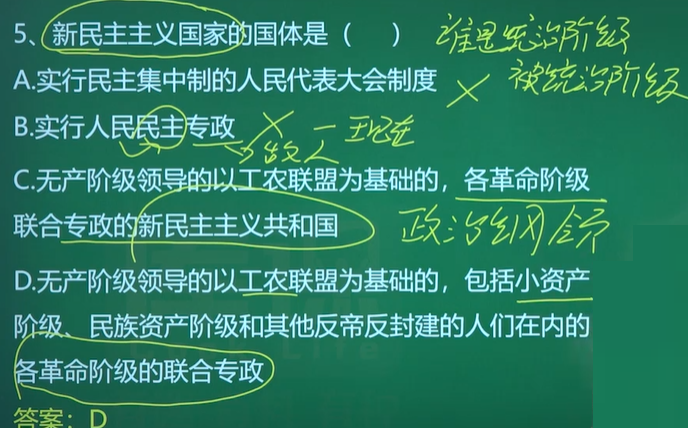 5、新民主主义国家的国体是（ ） 谁是统治阶级
A.实行民主集中制的人民代表大会制度 × 被统治阶级
B.实行人民民主专政 × 一现在
敌人
C.无产阶级领导的以工农联盟为基础的，各革命阶级
联合专政的新民主主义共和国 政治纲领
D.无产阶级领导的以工农联盟为基础的，包括小资产
阶级、民族资产阶级和其他反帝反封建的人们在内的
各革命阶级的联合专政
答案：D